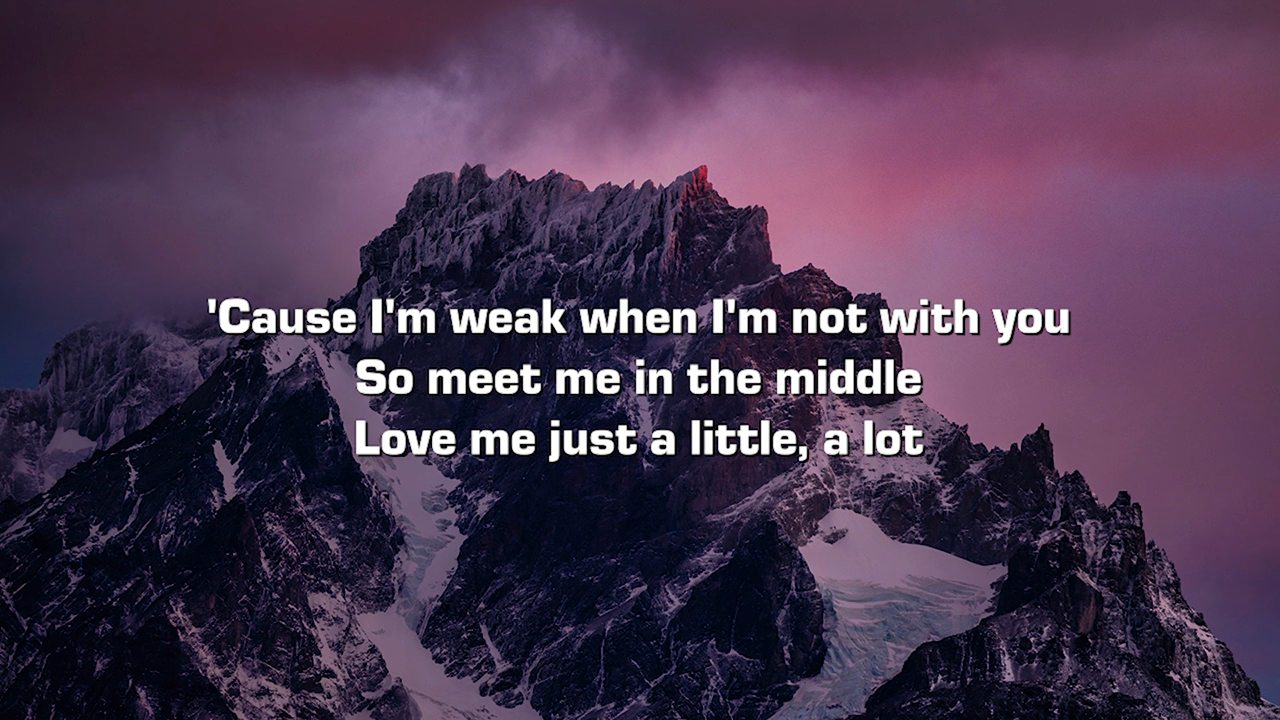 'Cause I'm weak when I'm not with you
So meet me in the middle
Love me just a little, a lot